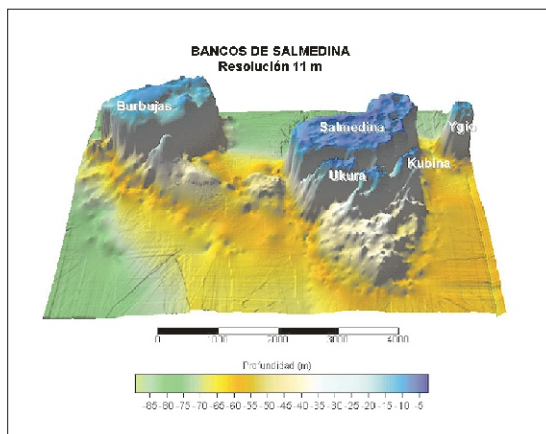 BANCOS DE SALMEDINA
Resolución 11 m
Burbujas
Salmedina
Ygio
Ukura
Kubina
0 1000 2000 3000 4000
Profundidad (m)
-85 -80 -75 -70 -65 -60 -55 -50 -45 -40 -35 -30 -25 -20 -15 -10 -5